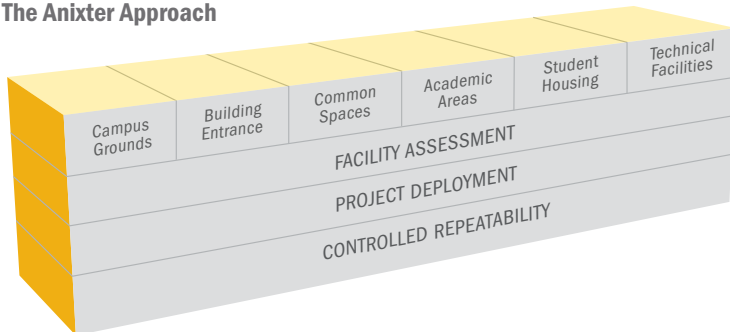 The Anixter Approach
Campus
Grounds
Building
Entrance
Common
Spaces
Academic
Areas
Student
Housing
Technical
Facilities
FACILITY ASSESSMENT
PROJECT DEPLOYMENT
CONTROLLED REPEATABILITY